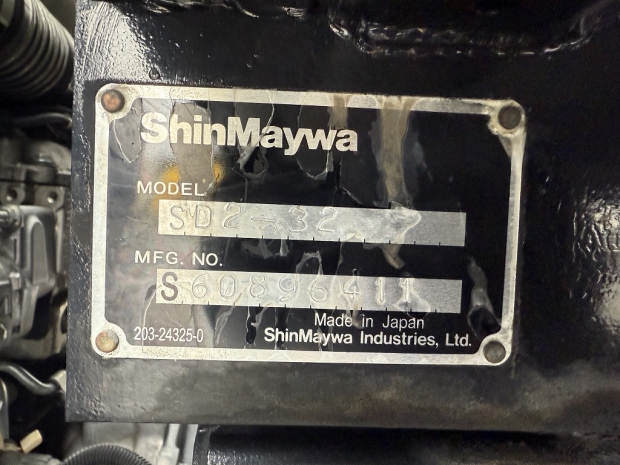 ShinMaywa
MODEL
SD2-32
MFG. NO.
S60896411
Made in Japan
203-24325-0
ShinMaywa Industries, Ltd.